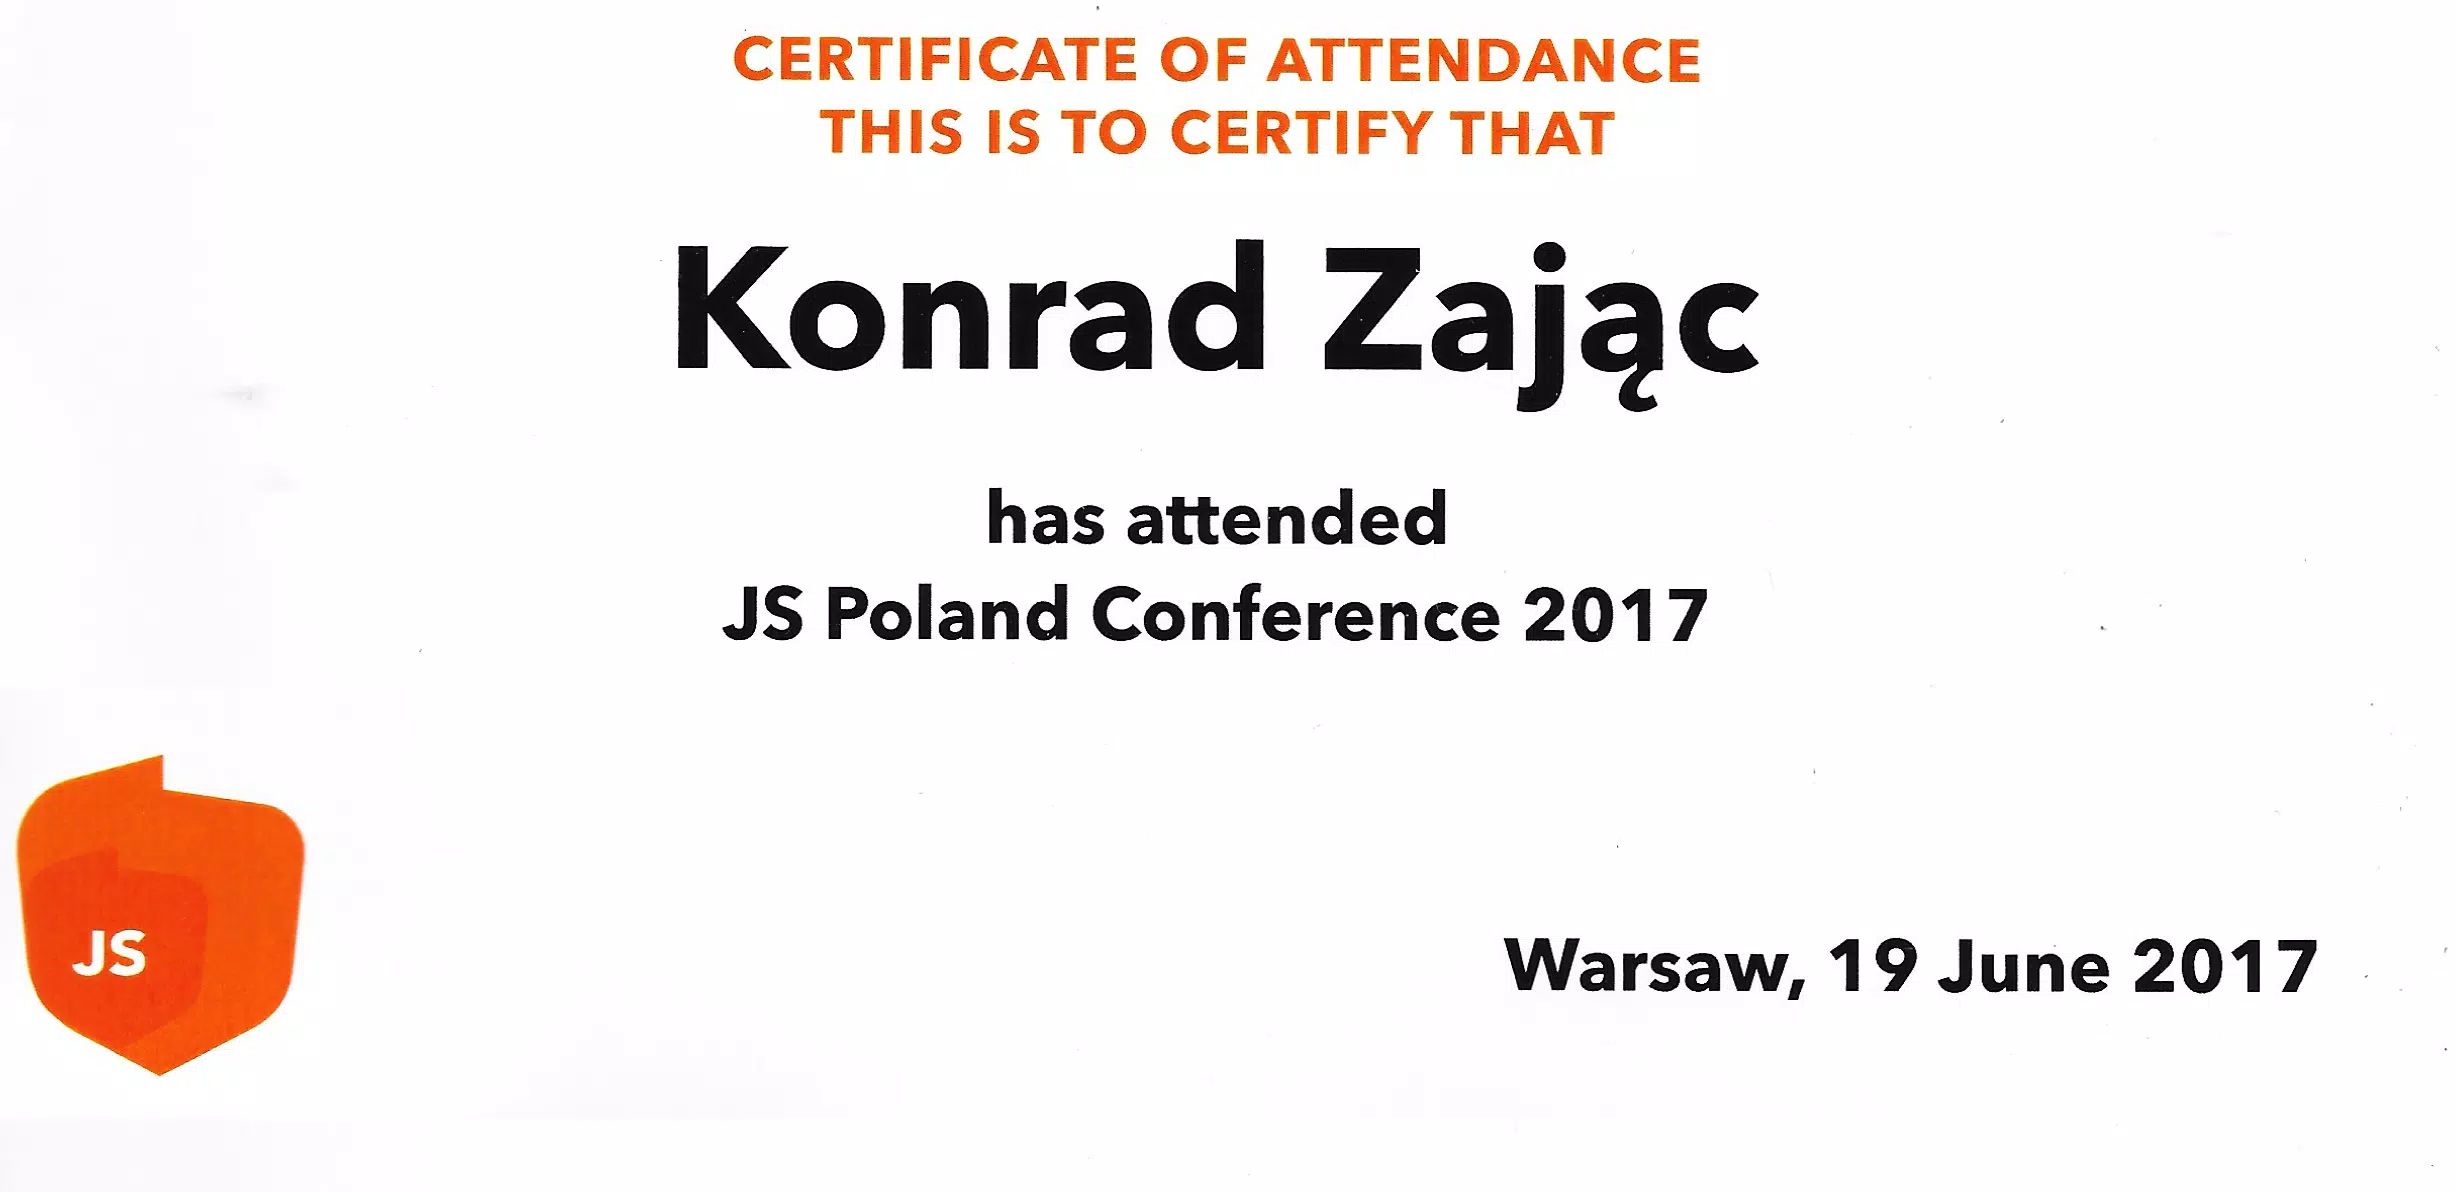 CERTIFICATE OF ATTENDANCE
THIS IS TO CERTIFY THAT
Konrad Zając
has attended
JS Poland Conference 2017
JS
Warsaw, 19 June 2017